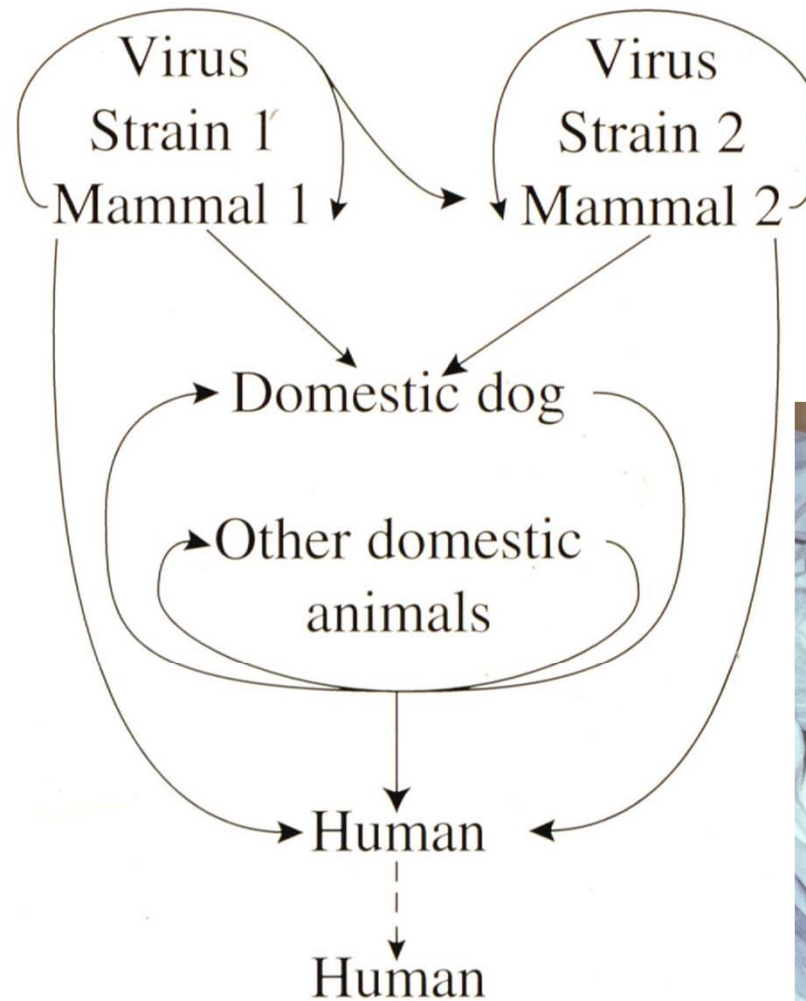 Virus
Strain 1
Mammal 1
Virus
Strain 2
Mammal 2
Domestic dog
Other domestic
animals
Human
Human